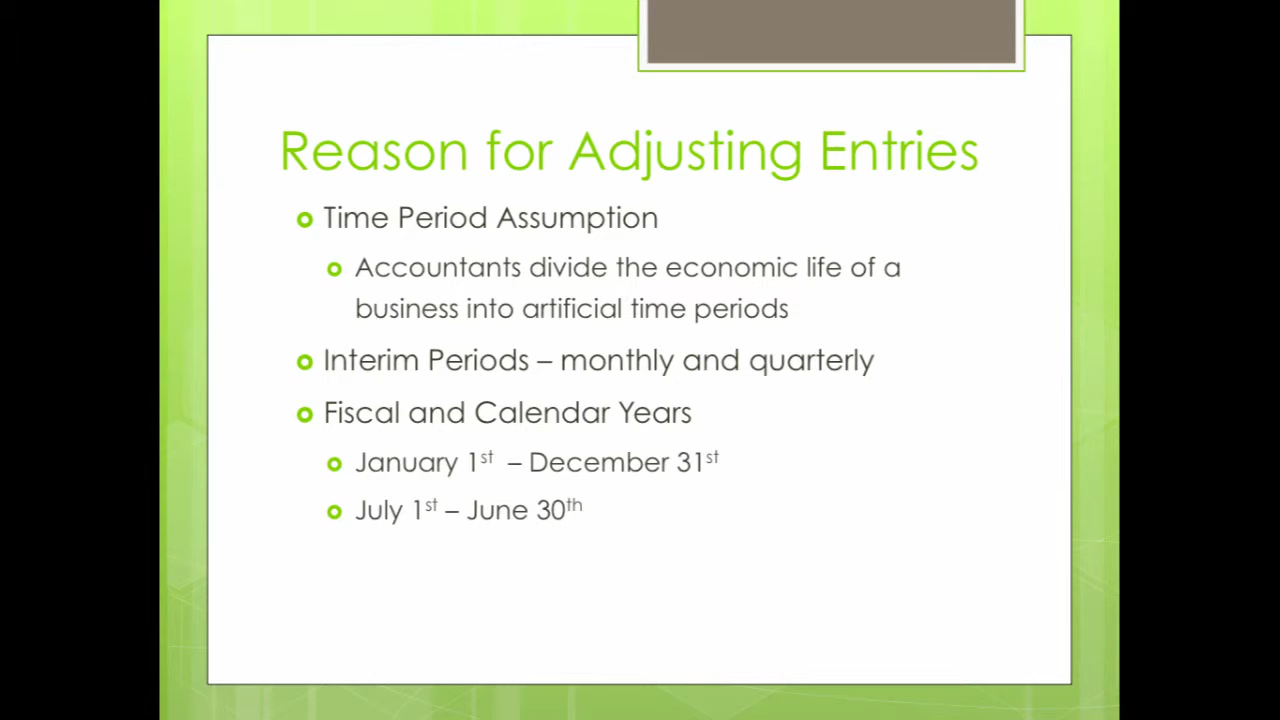 Reason for Adjusting Entries
Time Period Assumption
Accountants divide the economic life of a
business into artificial time periods
Interim Periods – monthly and quarterly
Fiscal and Calendar Years
January 1st – December 31st
July 1st – June 30th